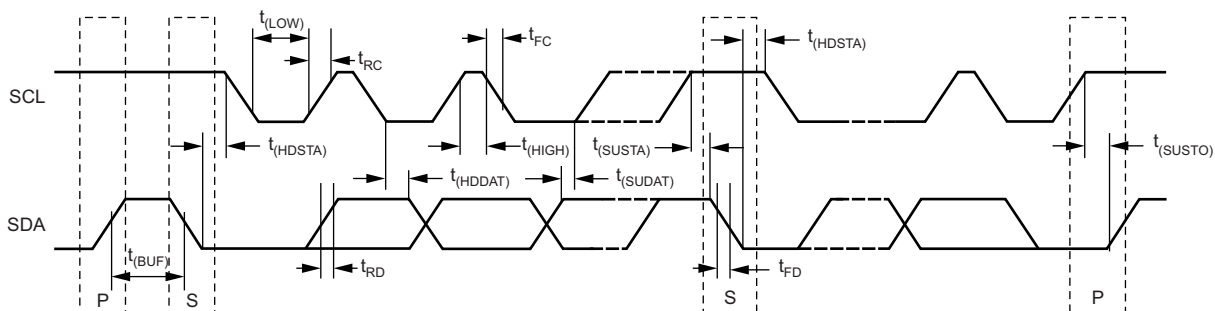 t(LOW)
tRC
tFC
t(HDSTA)
SCL
t(HDSTA)
t(HIGH)
t(SUSTA)
t(SUSTO)
t(HDDAT)
t(SUDAT)
SDA
t(BUF)
tRD
tFD
P
S
S
P